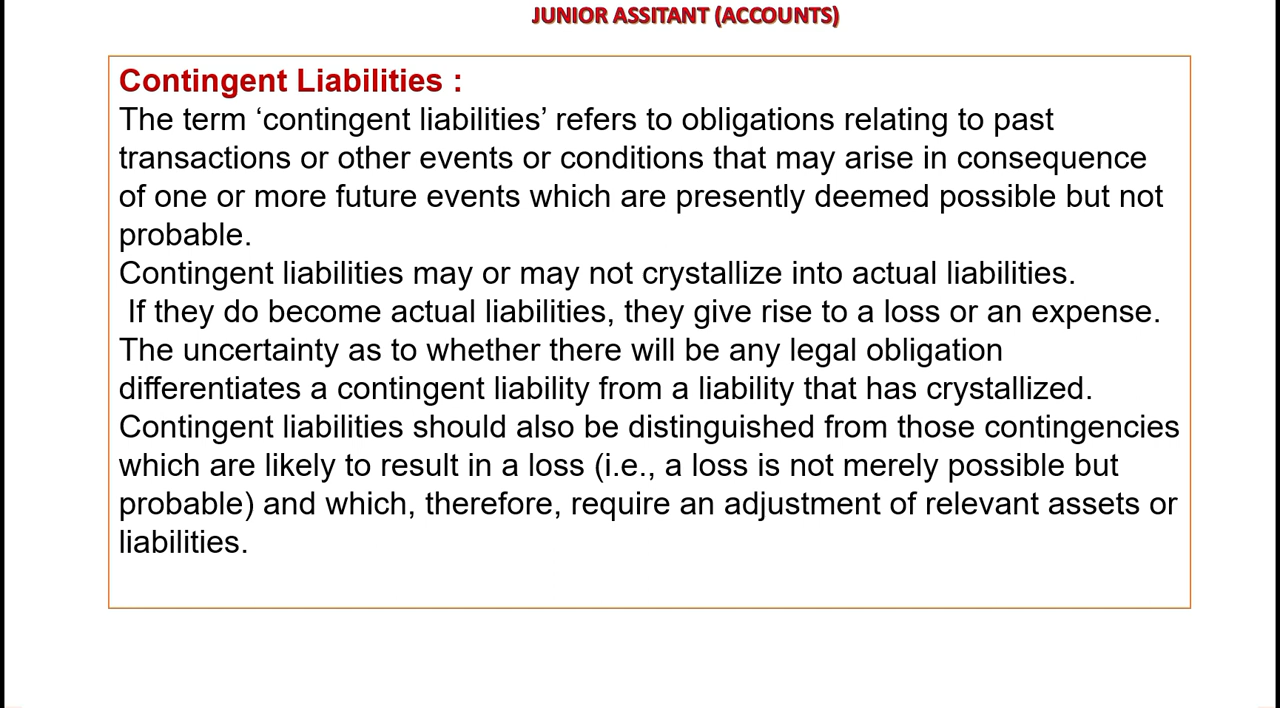 JUNIOR ASSITANT (ACCOUNTS)
Contingent Liabilities :
The term ‘contingent liabilities’ refers to obligations relating to past
transactions or other events or conditions that may arise in consequence
of one or more future events which are presently deemed possible but not
probable.
Contingent liabilities may or may not crystallize into actual liabilities.
If they do become actual liabilities, they give rise to a loss or an expense.
The uncertainty as to whether there will be any legal obligation
differentiates a contingent liability from a liability that has crystallized.
Contingent liabilities should also be distinguished from those contingencies
which are likely to result in a loss (i.e., a loss is not merely possible but
probable) and which, therefore, require an adjustment of relevant assets or
liabilities.